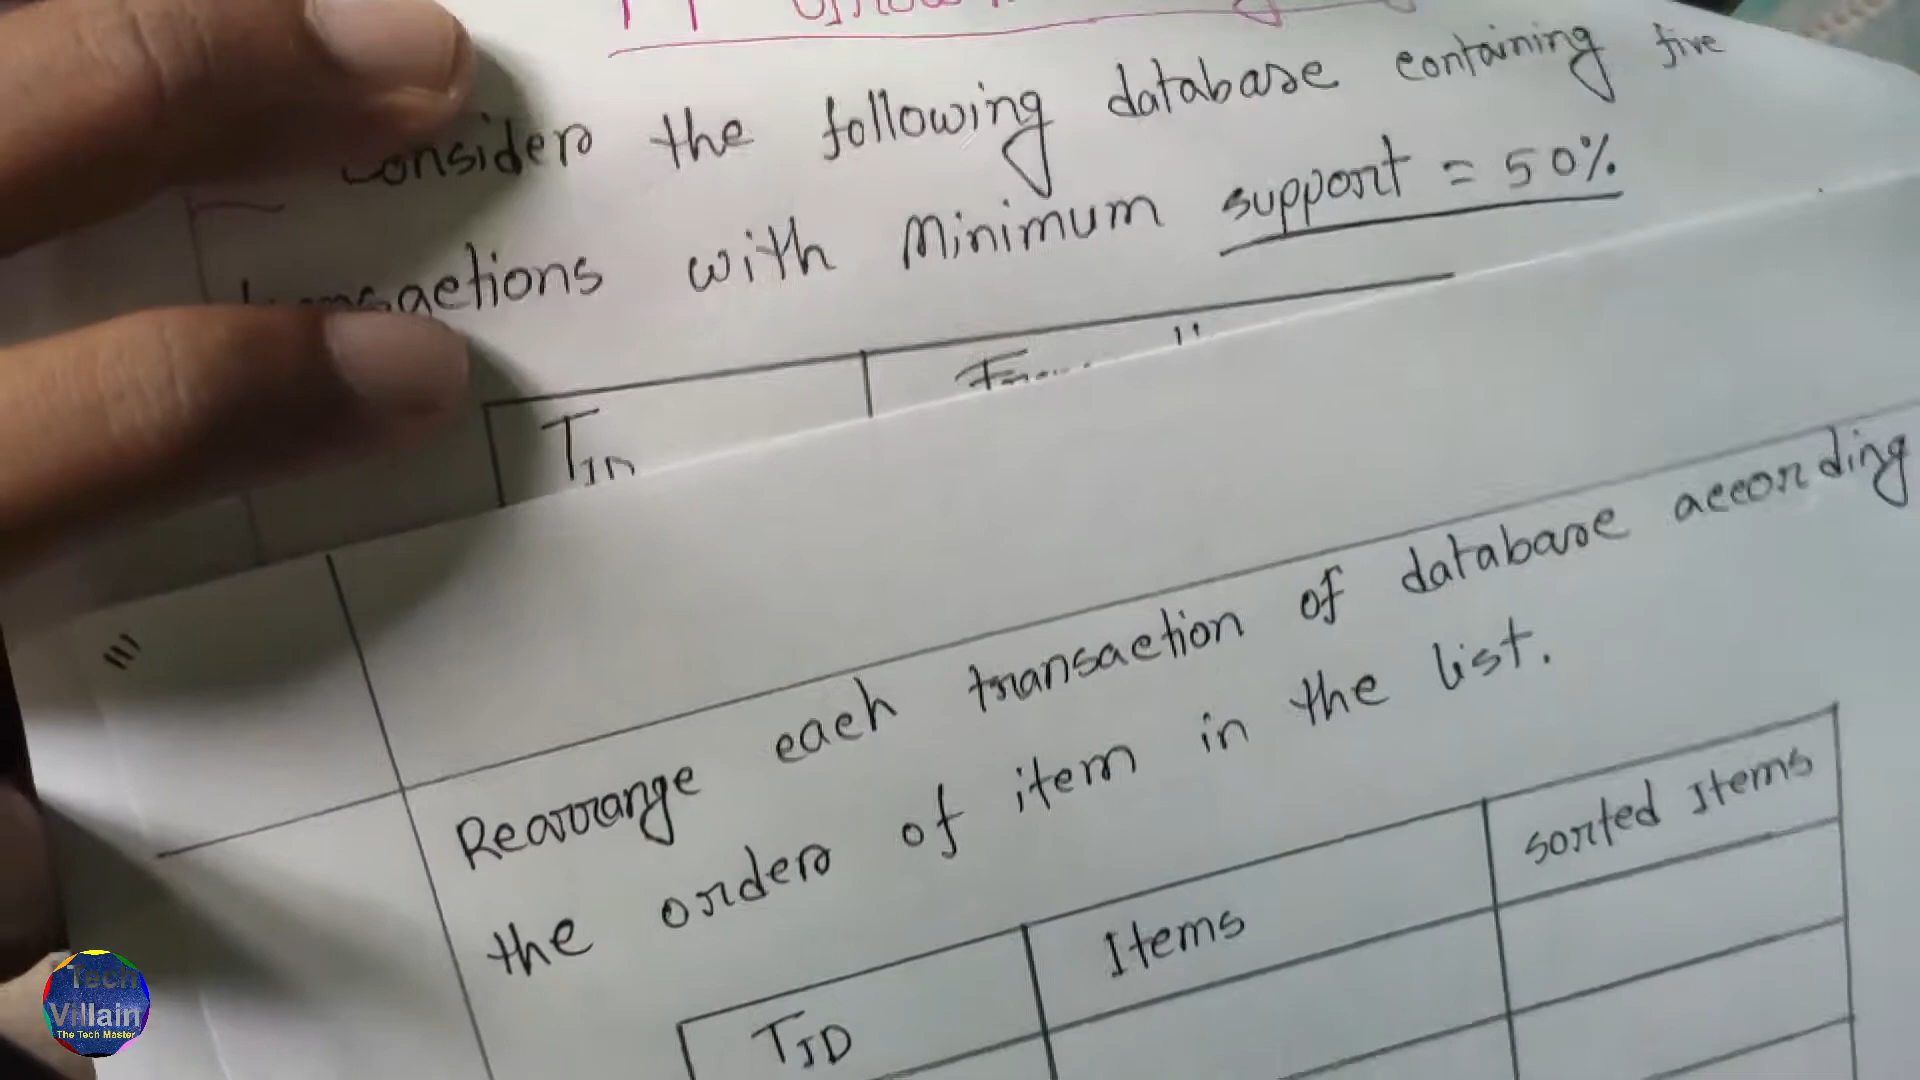 Consider the following database containing five
transactions with Minimum support = 50%
TID
Rearrange each transaction of database according
the order of item in the list.
TID Items Sorted Items
Tech
Villain
The Tech Master